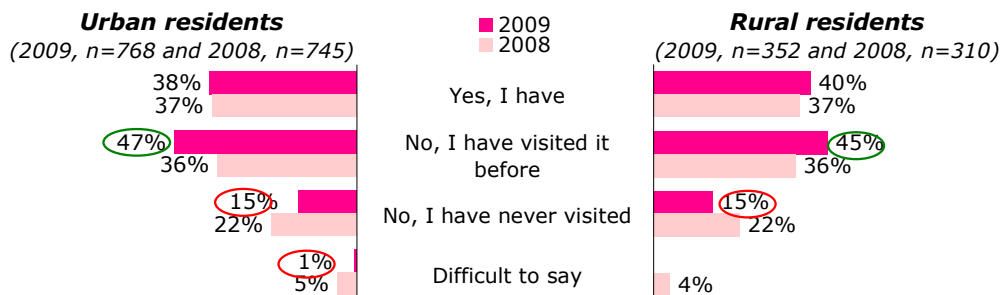 Urban residents
(2009, n=768 and 2008, n=745)
2009
2008
Rural residents
(2009, n=352 and 2008, n=310)
38%
37%
Yes, I have
40%
37%
47%
36%
No, I have visited it
before
45%
36%
15%
22%
No, I have never visited
15%
22%
1%
5%
Difficult to say
4%